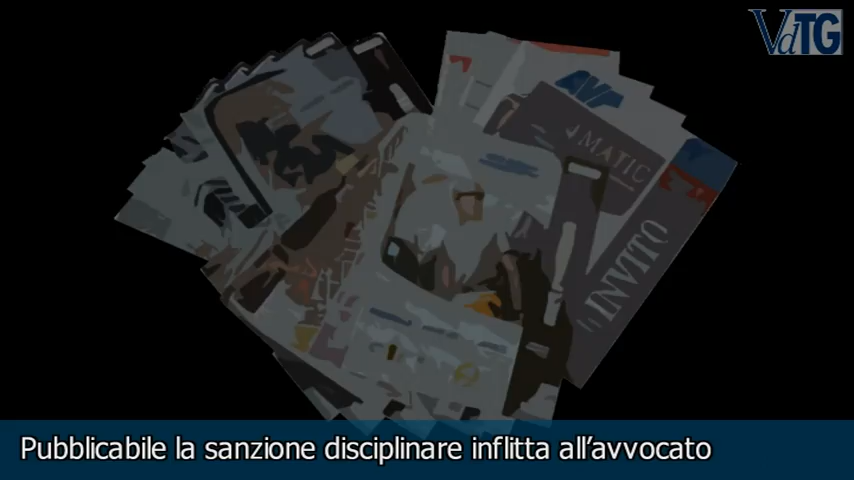 VdTG
MATIC
INVITO
Pubblicabile la sanzione disciplinare inflitta all’avvocato